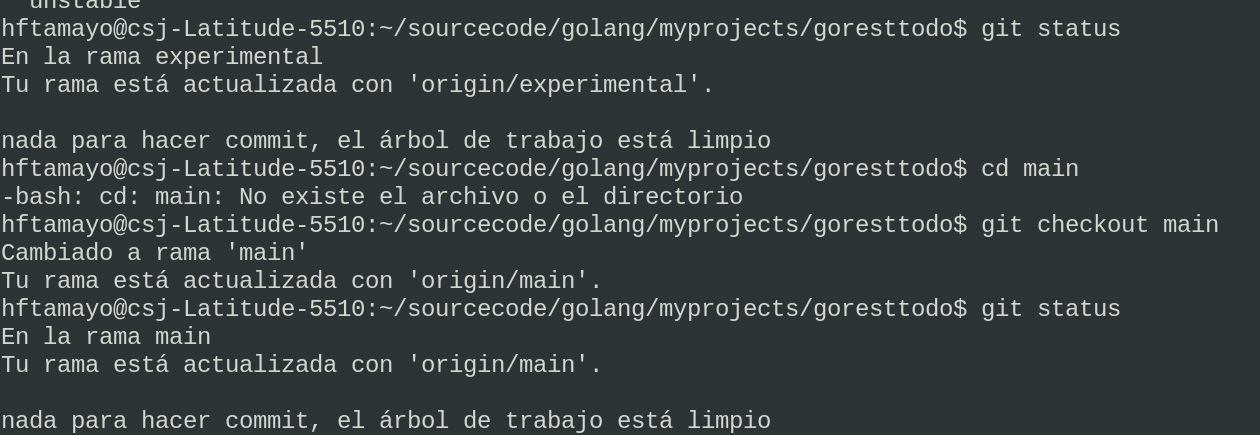 unstable
hftamayo@csj-Latitude-5510:~/sourcecode/golang/myprojects/goresttodo$ git status
En la rama experimental
Tu rama está actualizada con 'origin/experimental'.
nada para hacer commit, el árbol de trabajo está limpio
hftamayo@csj-Latitude-5510:~/sourcecode/golang/myprojects/goresttodo$ cd main
-bash: cd: main: No existe el archivo o el directorio
hftamayo@csj-Latitude-5510:~/sourcecode/golang/myprojects/goresttodo$ git checkout main
Cambiado a rama 'main'
Tu rama está actualizada con 'origin/main'.
hftamayo@csj-Latitude-5510:~/sourcecode/golang/myprojects/goresttodo$ git status
En la rama main
Tu rama está actualizada con 'origin/main'.
nada para hacer commit, el árbol de trabajo está limpio